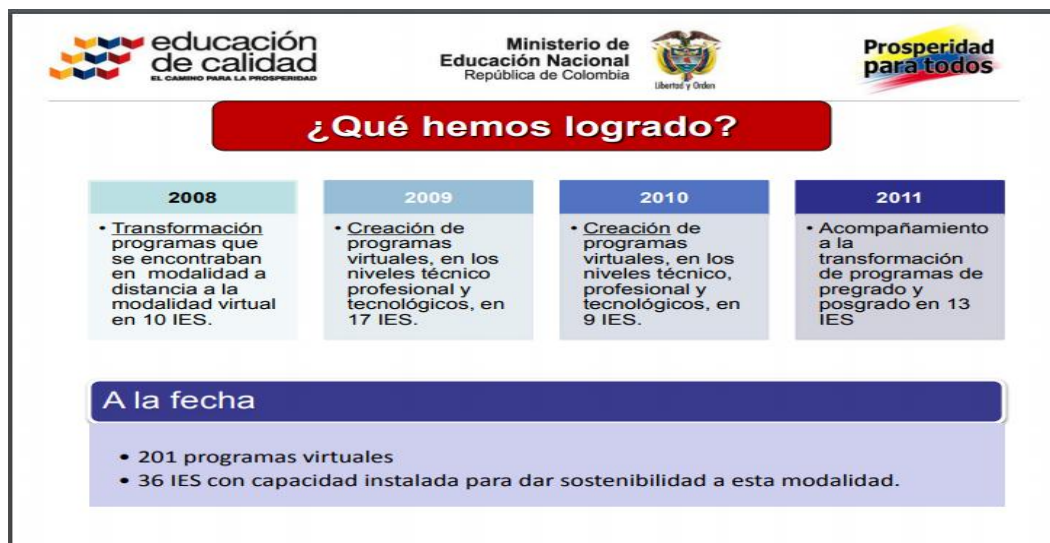 educación
de calidad
EL CAMINO PARA LA PROSPERIDAD
Ministerio de
Educación Nacional
República de Colombia
Libertad y Orden
Prosperidad
para todos
¿Qué hemos logrado?
2008
• Transformación
programas que
se encontraban
en modalidad a
distancia a la
modalidad virtual
en 10 IES.
2009
• Creación de
programas
virtuales, en los
niveles técnico
profesional y
tecnológicos, en
17 IES.
2010
• Creación de
programas
virtuales, en los
niveles técnico,
profesional y
tecnológicos, en
9 IES.
2011
• Acompañamiento
a la
transformación
de programas de
pregrado y
posgrado en 13
IES
A la fecha
• 201 programas virtuales
• 36 IES con capacidad instalada para dar sostenibilidad a esta modalidad.